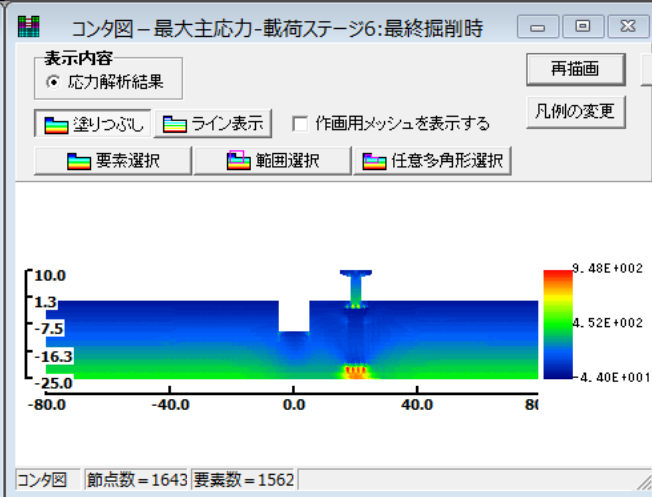 コンタ図－最大主応力-載荷ステージ6:最終掘削時
表示内容
応力解析結果
再描画
塗りつぶし
ライン表示
作画用メッシュを表示する
凡例の変更
要素選択
範囲選択
任意多角形選択
10.0
1.3
-7.5
-16.3
-25.0
-80.0 -40.0 0.0 40.0
9.48E+002
4.52E+002
-4.40E+001
コンタ図 節点数=1643 要素数=1562